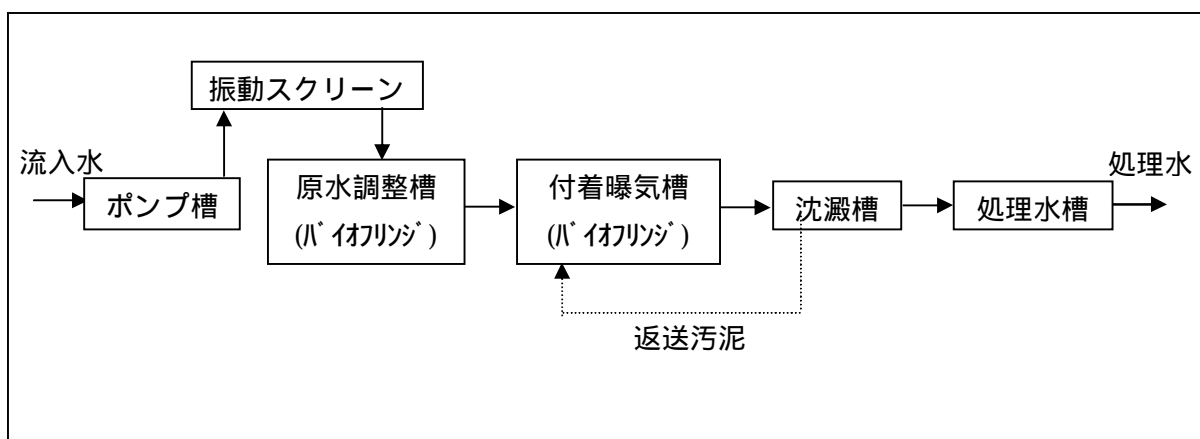 振動スクリーン
流入水
ポンプ槽
原水調整槽
(ﾊﾞｲｵﾌﾘﾝｼﾞ)
付着曝気槽
(ﾊﾞｲｵﾌﾘﾝｼﾞ)
沈澱槽
処理水槽
処理水
返送汚泥